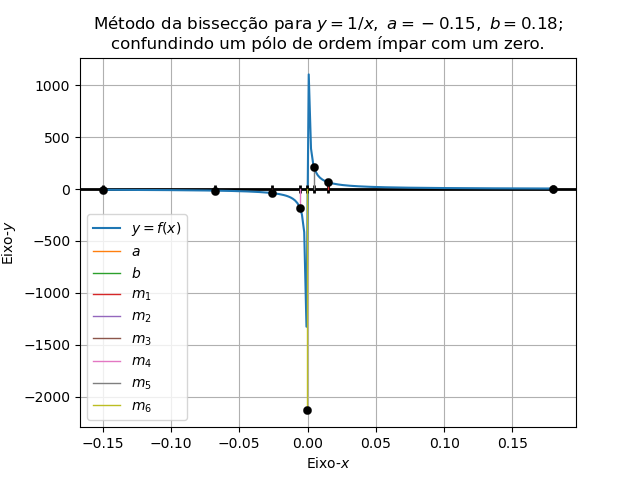 Método da bissecção para y = 1/x, a = −0.15, b = 0.18;
confundindo um pólo de ordem ímpar com um zero.
1000
500
0
−500
−1000
−1500
−2000
Eixo-y
y = f(x)
a
b
m₁
m₂
m₃
m₄
m₅
m₆
−0.15 −0.10 −0.05 0.00 0.05 0.10 0.15
Eixo-x